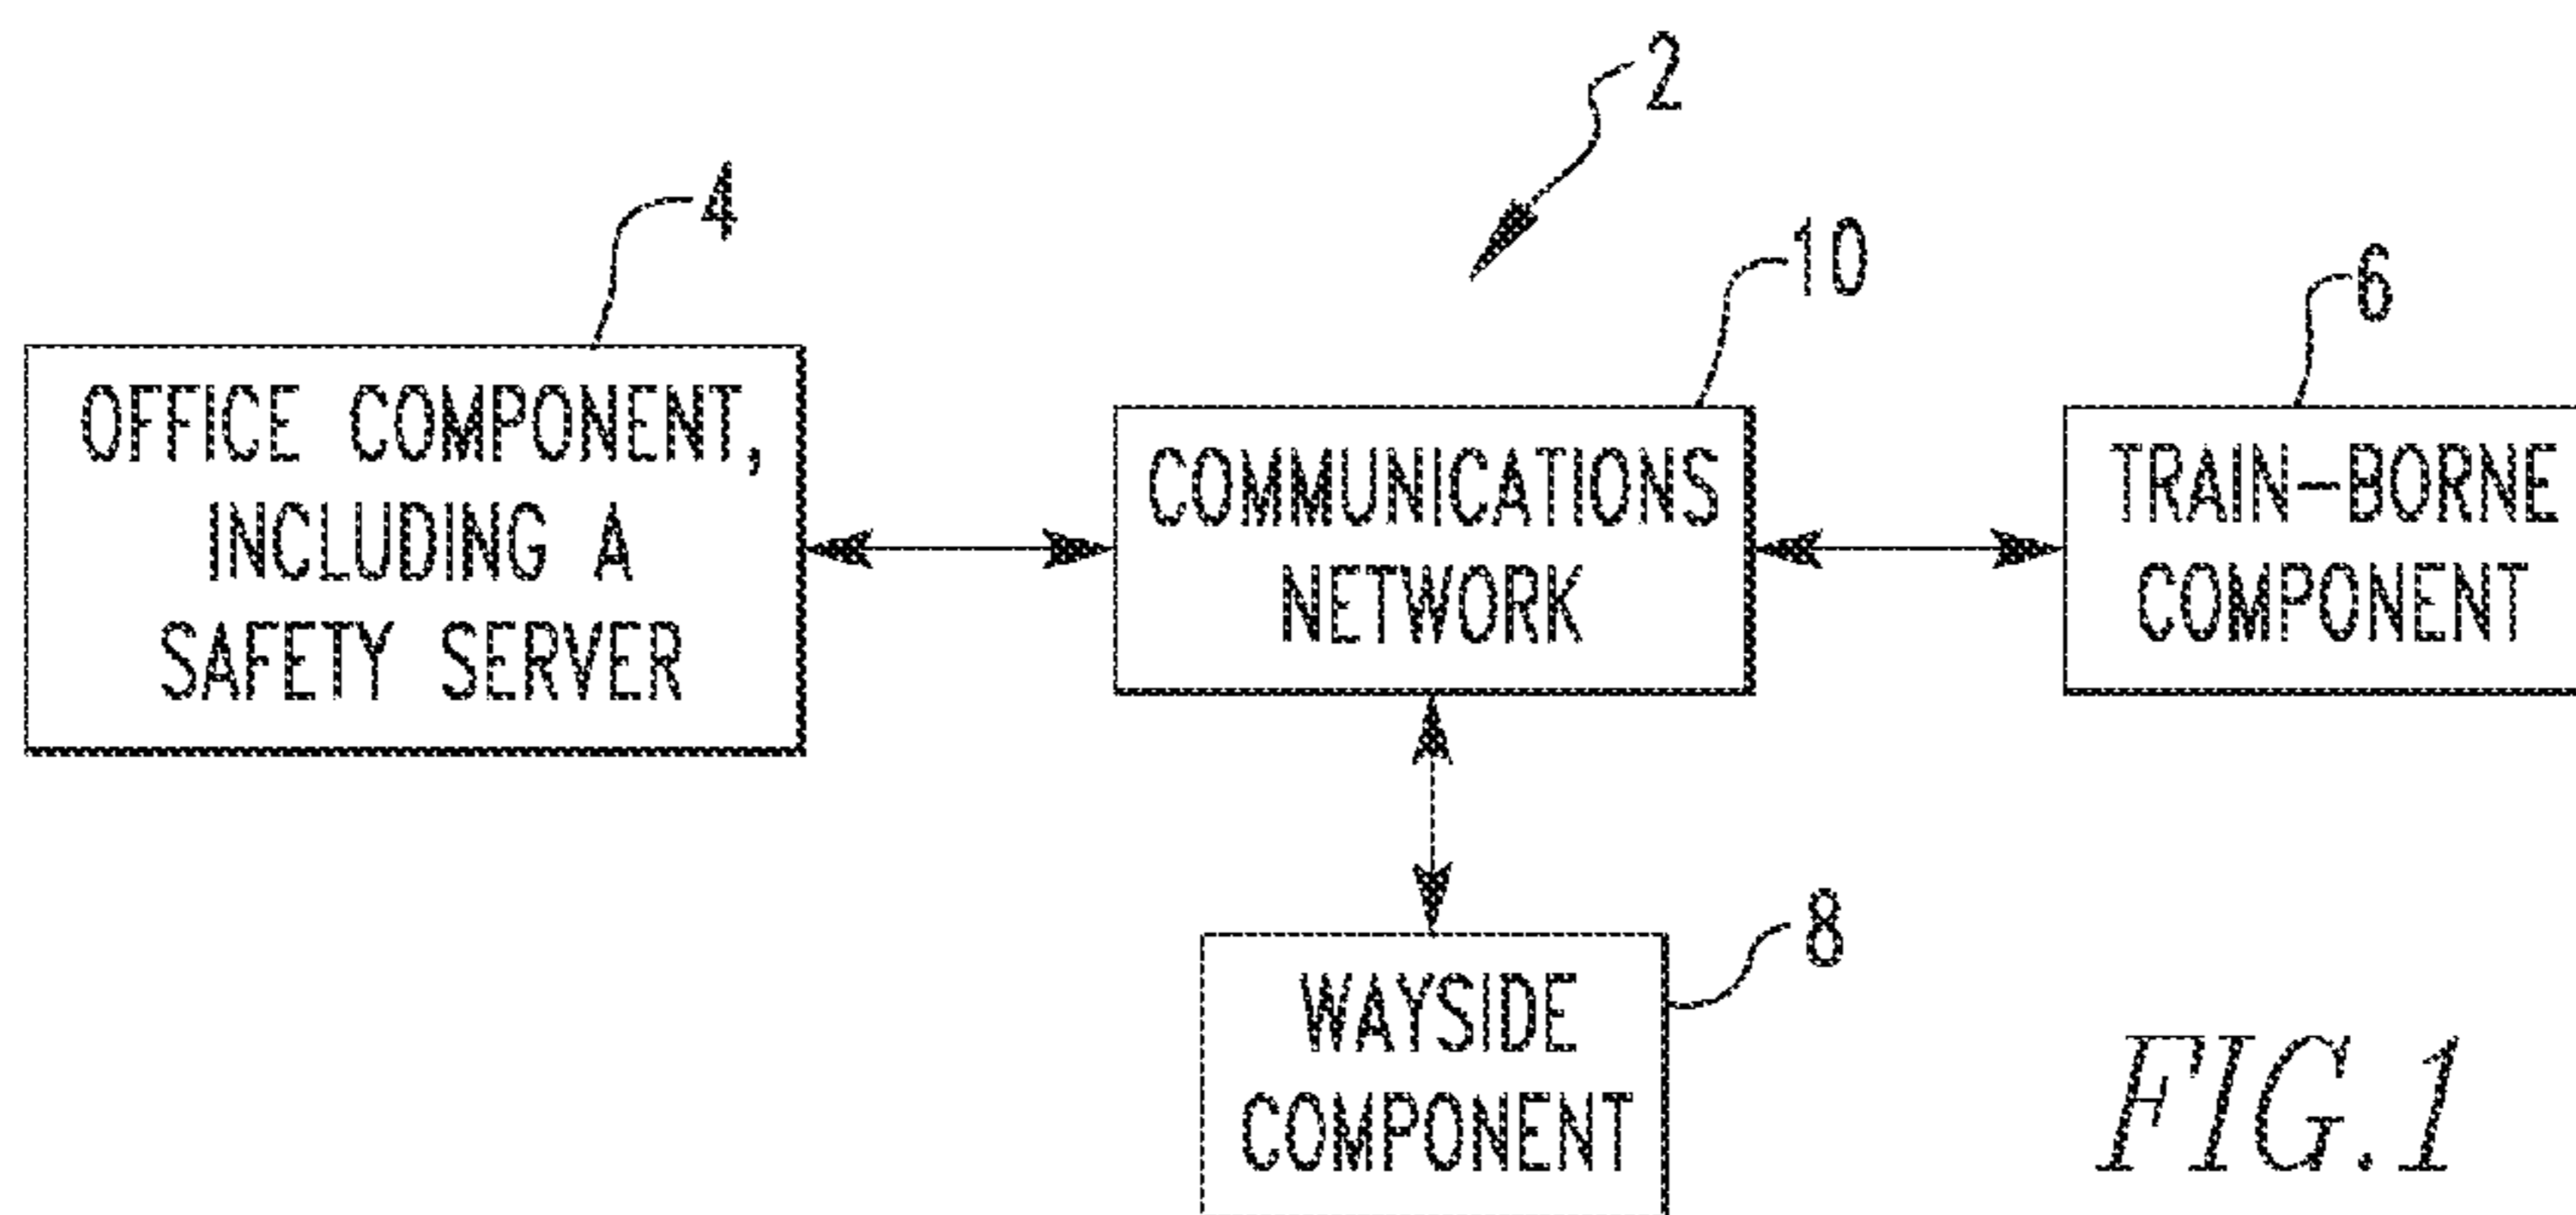 2
4
10
6
OFFICE COMPONENT,
INCLUDING A
SAFETY SERVER
COMMUNICATIONS
NETWORK
TRAIN-BORNE
COMPONENT
8
WAYSIDE
COMPONENT
FIG.1